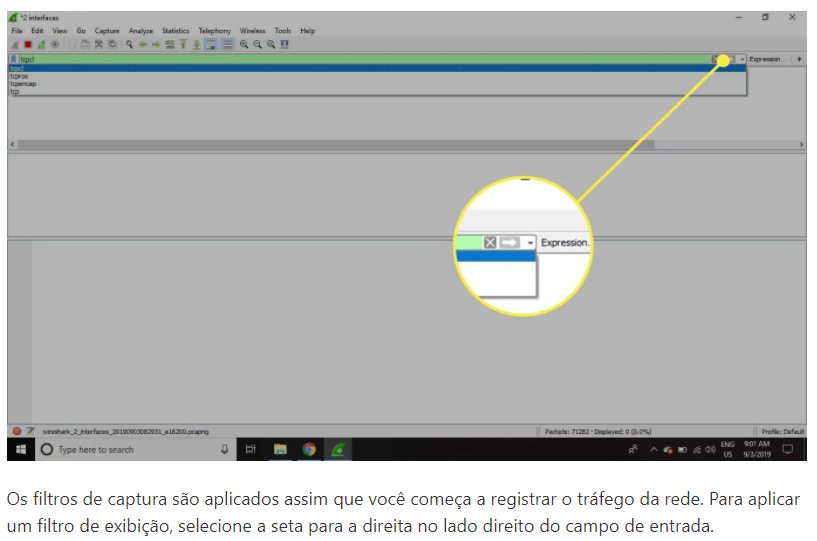 *2 interfaces
File Edit View Go Capture Analyze Statistics Telephony Wireless Tools Help
tcpcl
Expression...
+
tcpcl
tcpros
tcpencap
tcp
Expression.
wireshark_2_interfaces_20190903082931_a16200.pcapng
Packets: 71282 · Displayed: 0 (0.0%)
Profile: Default
Type here to search
ENG
US
9:01 AM
9/3/2019
Os filtros de captura são aplicados assim que você começa a registrar o tráfego da rede. Para aplicar
um filtro de exibição, selecione a seta para a direita no lado direito do campo de entrada.